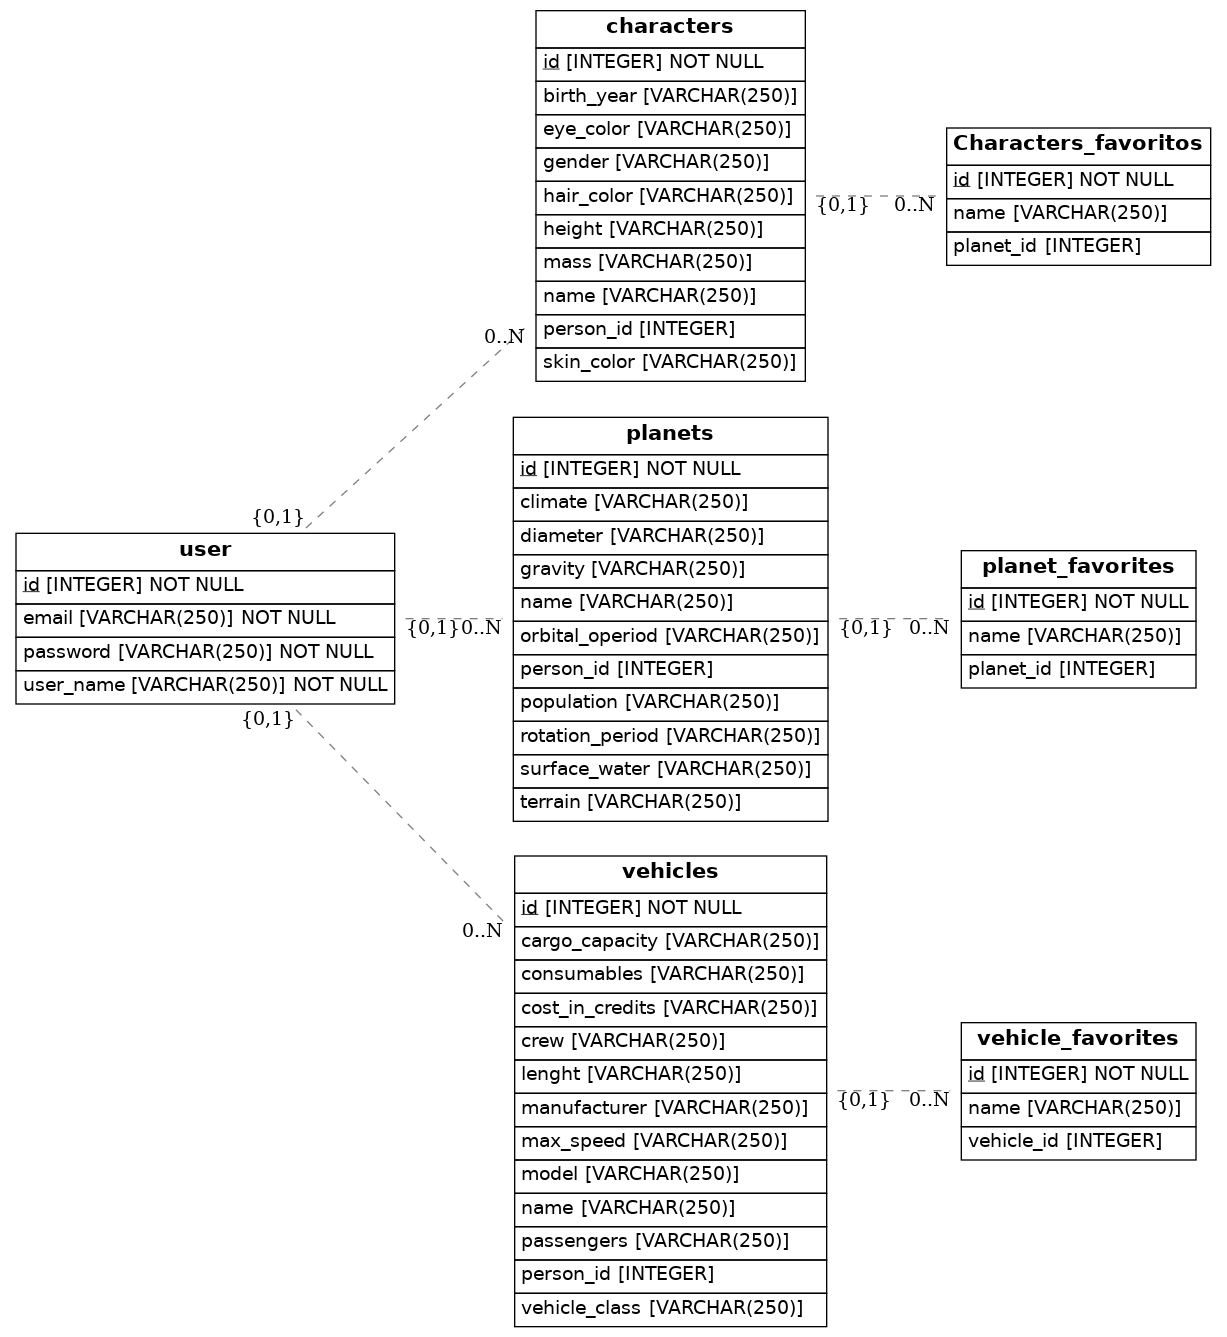 characters
id [INTEGER] NOT NULL
birth_year [VARCHAR(250)]
eye_color [VARCHAR(250)]
gender [VARCHAR(250)]
hair_color [VARCHAR(250)]
height [VARCHAR(250)]
mass [VARCHAR(250)]
name [VARCHAR(250)]
person_id [INTEGER]
skin_color [VARCHAR(250)]
{0,1} 0..N
Characters_favoritos
id [INTEGER] NOT NULL
name [VARCHAR(250)]
planet_id [INTEGER]
0..N
{0,1}
user
id [INTEGER] NOT NULL
email [VARCHAR(250)] NOT NULL
password [VARCHAR(250)] NOT NULL
user_name [VARCHAR(250)] NOT NULL
{0,1}0..N
planets
id [INTEGER] NOT NULL
climate [VARCHAR(250)]
diameter [VARCHAR(250)]
gravity [VARCHAR(250)]
name [VARCHAR(250)]
orbital_operiod [VARCHAR(250)]
person_id [INTEGER]
population [VARCHAR(250)]
rotation_period [VARCHAR(250)]
surface_water [VARCHAR(250)]
terrain [VARCHAR(250)]
{0,1} 0..N
planet_favorites
id [INTEGER] NOT NULL
name [VARCHAR(250)]
planet_id [INTEGER]
{0,1}
0..N
vehicles
id [INTEGER] NOT NULL
cargo_capacity [VARCHAR(250)]
consumables [VARCHAR(250)]
cost_in_credits [VARCHAR(250)]
crew [VARCHAR(250)]
lenght [VARCHAR(250)]
manufacturer [VARCHAR(250)]
max_speed [VARCHAR(250)]
model [VARCHAR(250)]
name [VARCHAR(250)]
passengers [VARCHAR(250)]
person_id [INTEGER]
vehicle_class [VARCHAR(250)]
{0,1} 0..N
vehicle_favorites
id [INTEGER] NOT NULL
name [VARCHAR(250)]
vehicle_id [INTEGER]